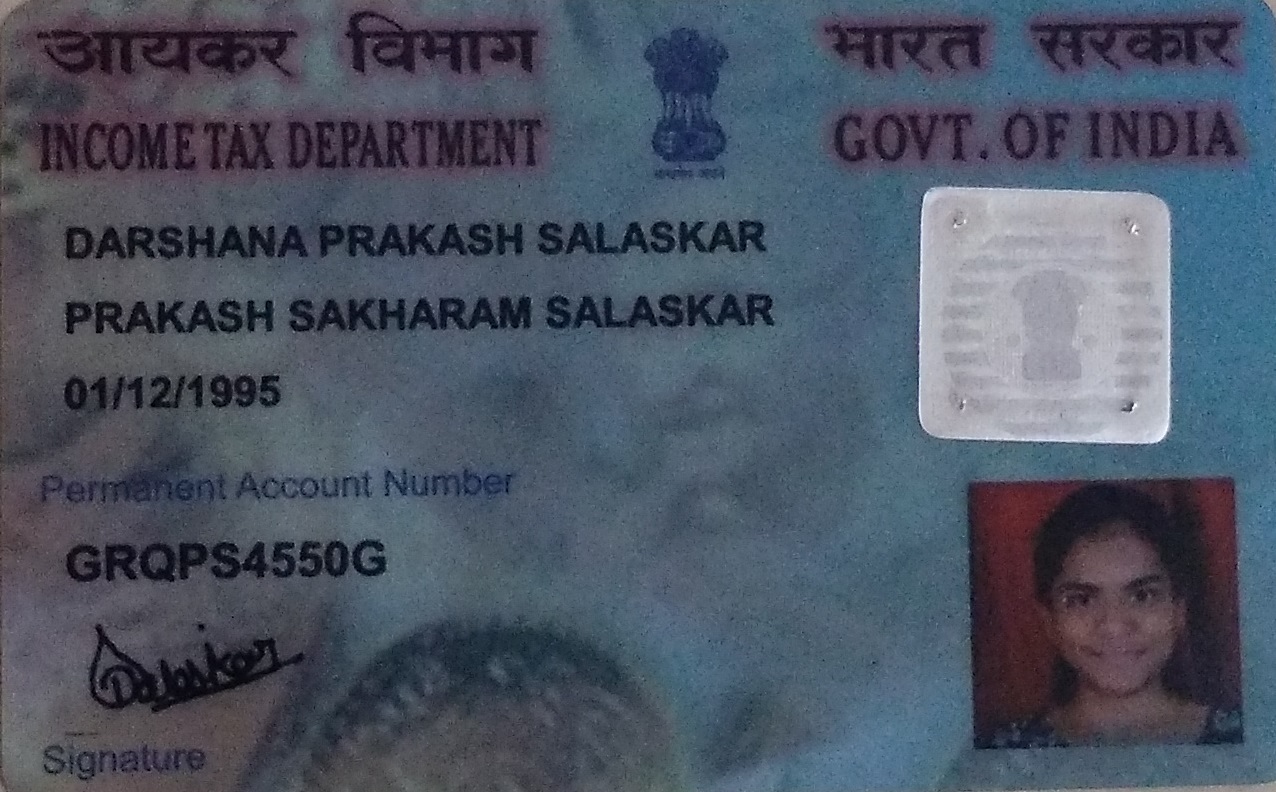 आयकर विभाग
INCOME TAX DEPARTMENT
भारत सरकार
GOVT. OF INDIA
DARSHANA PRAKASH SALASKAR
PRAKASH SAKHARAM SALASKAR
01/12/1995
Permanent Account Number
GRQPS4550G
Dalaskar
Signature